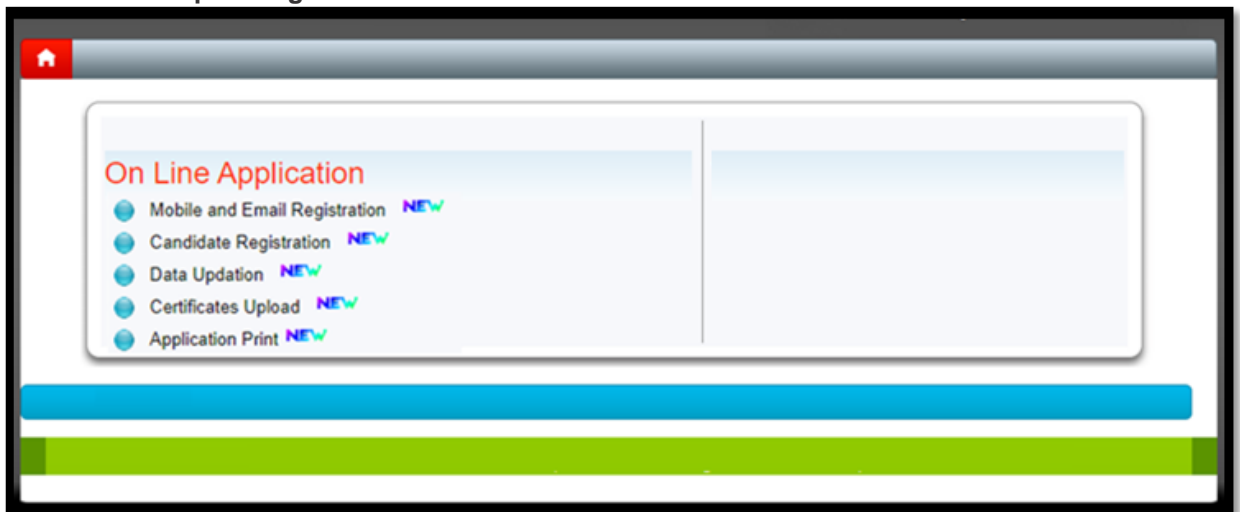 On Line Application
Mobile and Email Registration NEW
Candidate Registration NEW
Data Updation NEW
Certificates Upload NEW
Application Print NEW